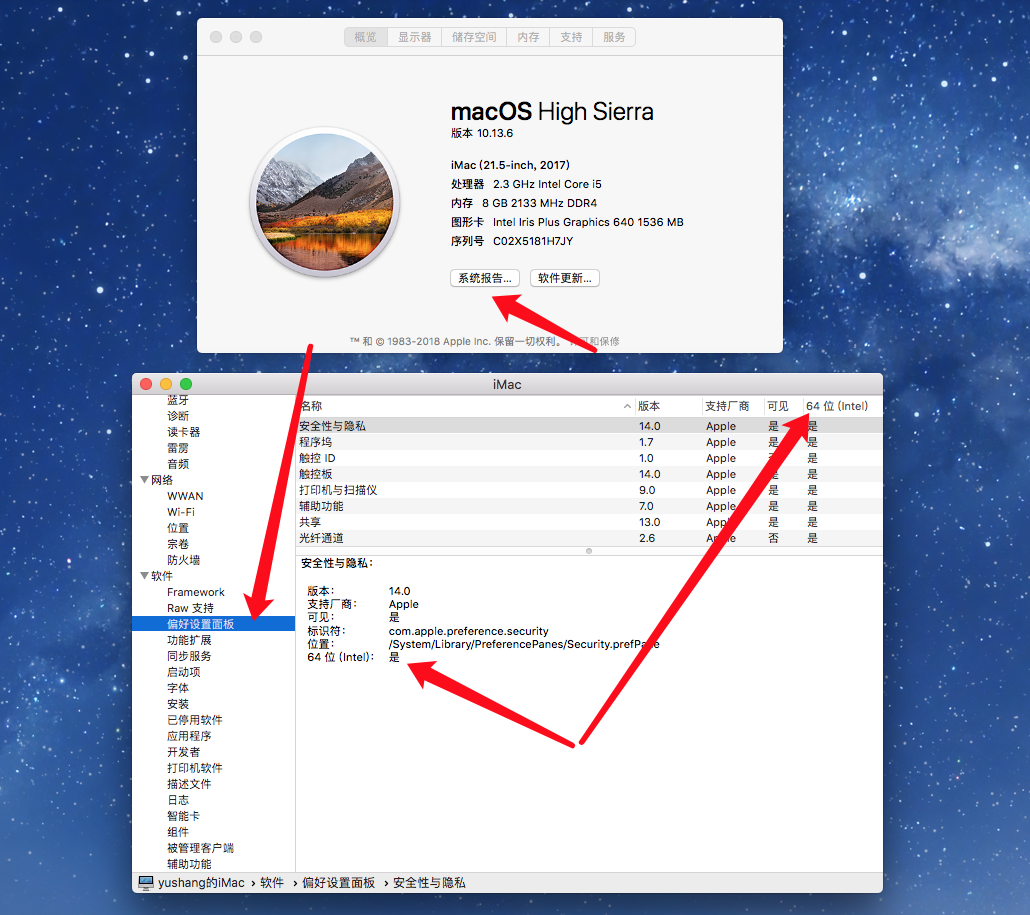 概览 显示器 储存空间 内存 支持 服务
macOS High Sierra
版本 10.13.6
iMac (21.5-inch, 2017)
处理器 2.3 GHz Intel Core i5
内存 8 GB 2133 MHz DDR4
图形卡 Intel Iris Plus Graphics 640 1536 MB
序列号 C02X5181H7JY
系统报告... 软件更新...
™ 和 © 1983-2018 Apple Inc. 保留一切权利。 和保修
iMac
蓝牙
诊断
读卡器
雷雳
音频
网络
WWAN
Wi-Fi
位置
宗卷
防火墙
软件
Framework
Raw 支持
偏好设置面板
功能扩展
同步服务
启动项
字体
安装
已停用软件
应用程序
开发者
打印机软件
描述文件
日志
智能卡
组件
被管理客户端
辅助功能
名称 版本 支持厂商 可见 64 位 (Intel)
安全性与隐私 14.0 Apple 是 是
程序坞 1.7 Apple 是 是
触控 ID 1.0 Apple 是
触控板 14.0 Apple 是 是
打印机与扫描仪 9.0 Apple 是 是
辅助功能 7.0 Apple 是 是
共享 13.0 Apple 是 是
光纤通道 2.6 Apple 否 是
安全性与隐私：
版本： 14.0
支持厂商： Apple
可见： 是
标识符： com.apple.preference.security
位置： /System/Library/PreferencePanes/Security.prefPane
64 位 (Intel)： 是
yushang的iMac › 软件 › 偏好设置面板 › 安全性与隐私